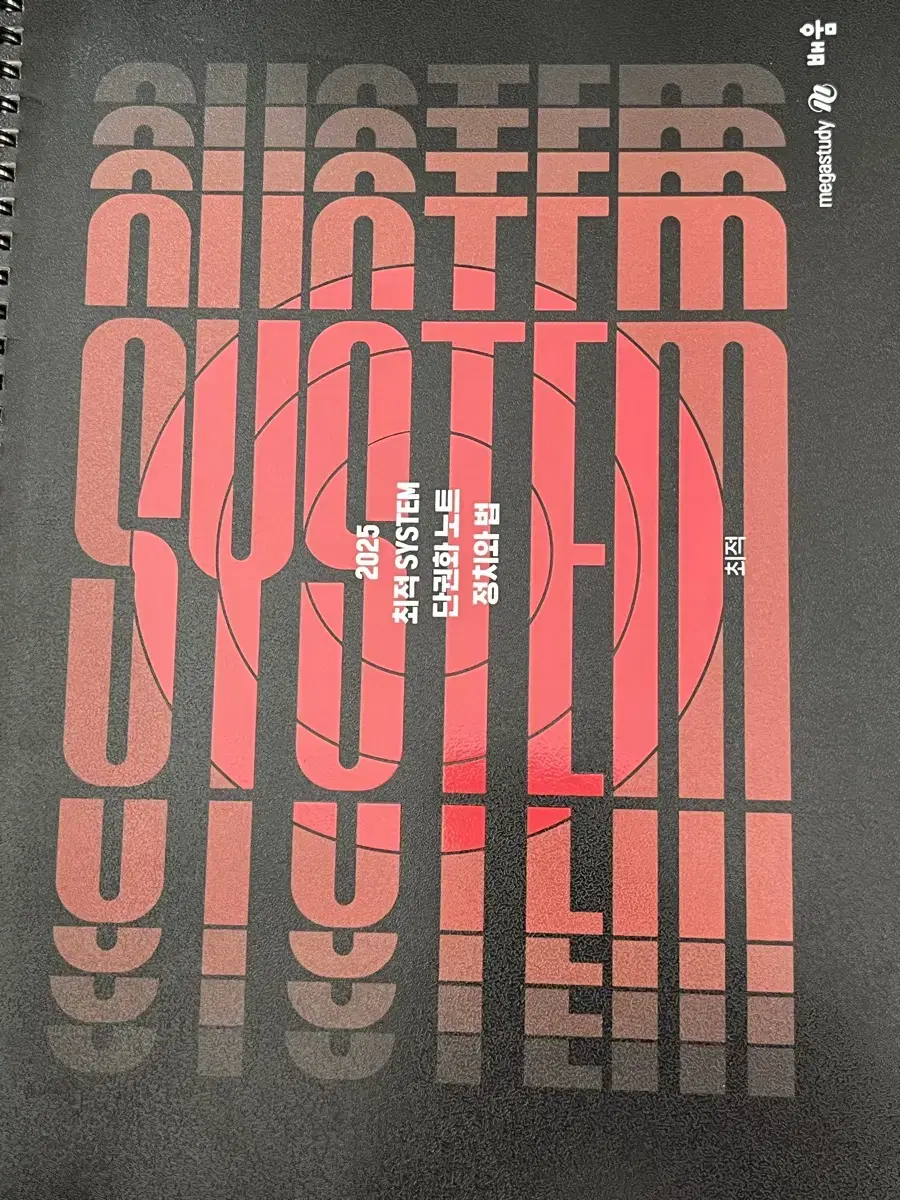 SYSTEM
2025
최적 SYSTEM
단권화 노트
정치와 법
최적
megastudy 배움